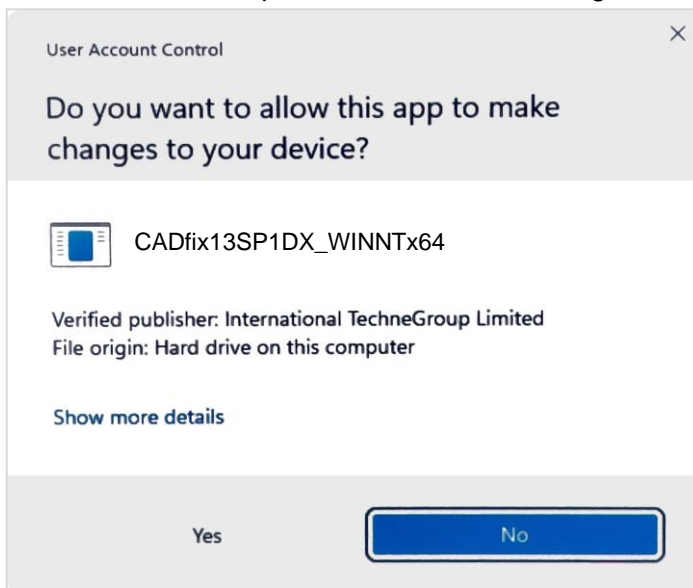 User Account Control
Do you want to allow this app to make
changes to your device?
CADfix13SP1DX_WINNTx64
Verified publisher: International TechneGroup Limited
File origin: Hard drive on this computer
Show more details
Yes
No